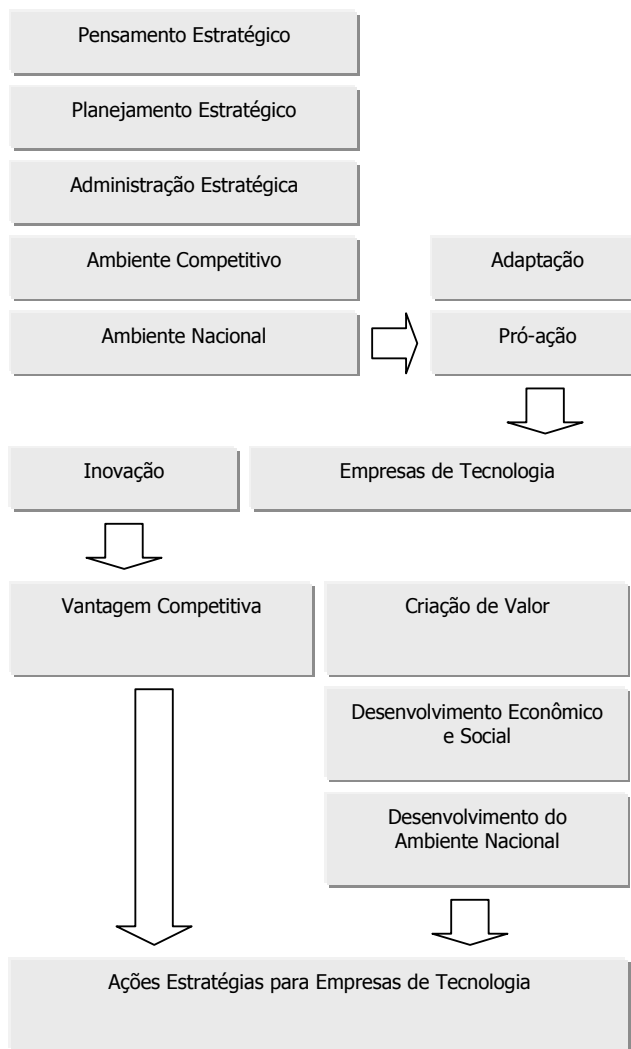 Pensamento Estratégico
Planejamento Estratégico
Administração Estratégica
Ambiente Competitivo
Adaptação
Ambiente Nacional
Pró-ação
Inovação
Empresas de Tecnologia
Vantagem Competitiva
Criação de Valor
Desenvolvimento Econômico
e Social
Desenvolvimento do
Ambiente Nacional
Ações Estratégias para Empresas de Tecnologia